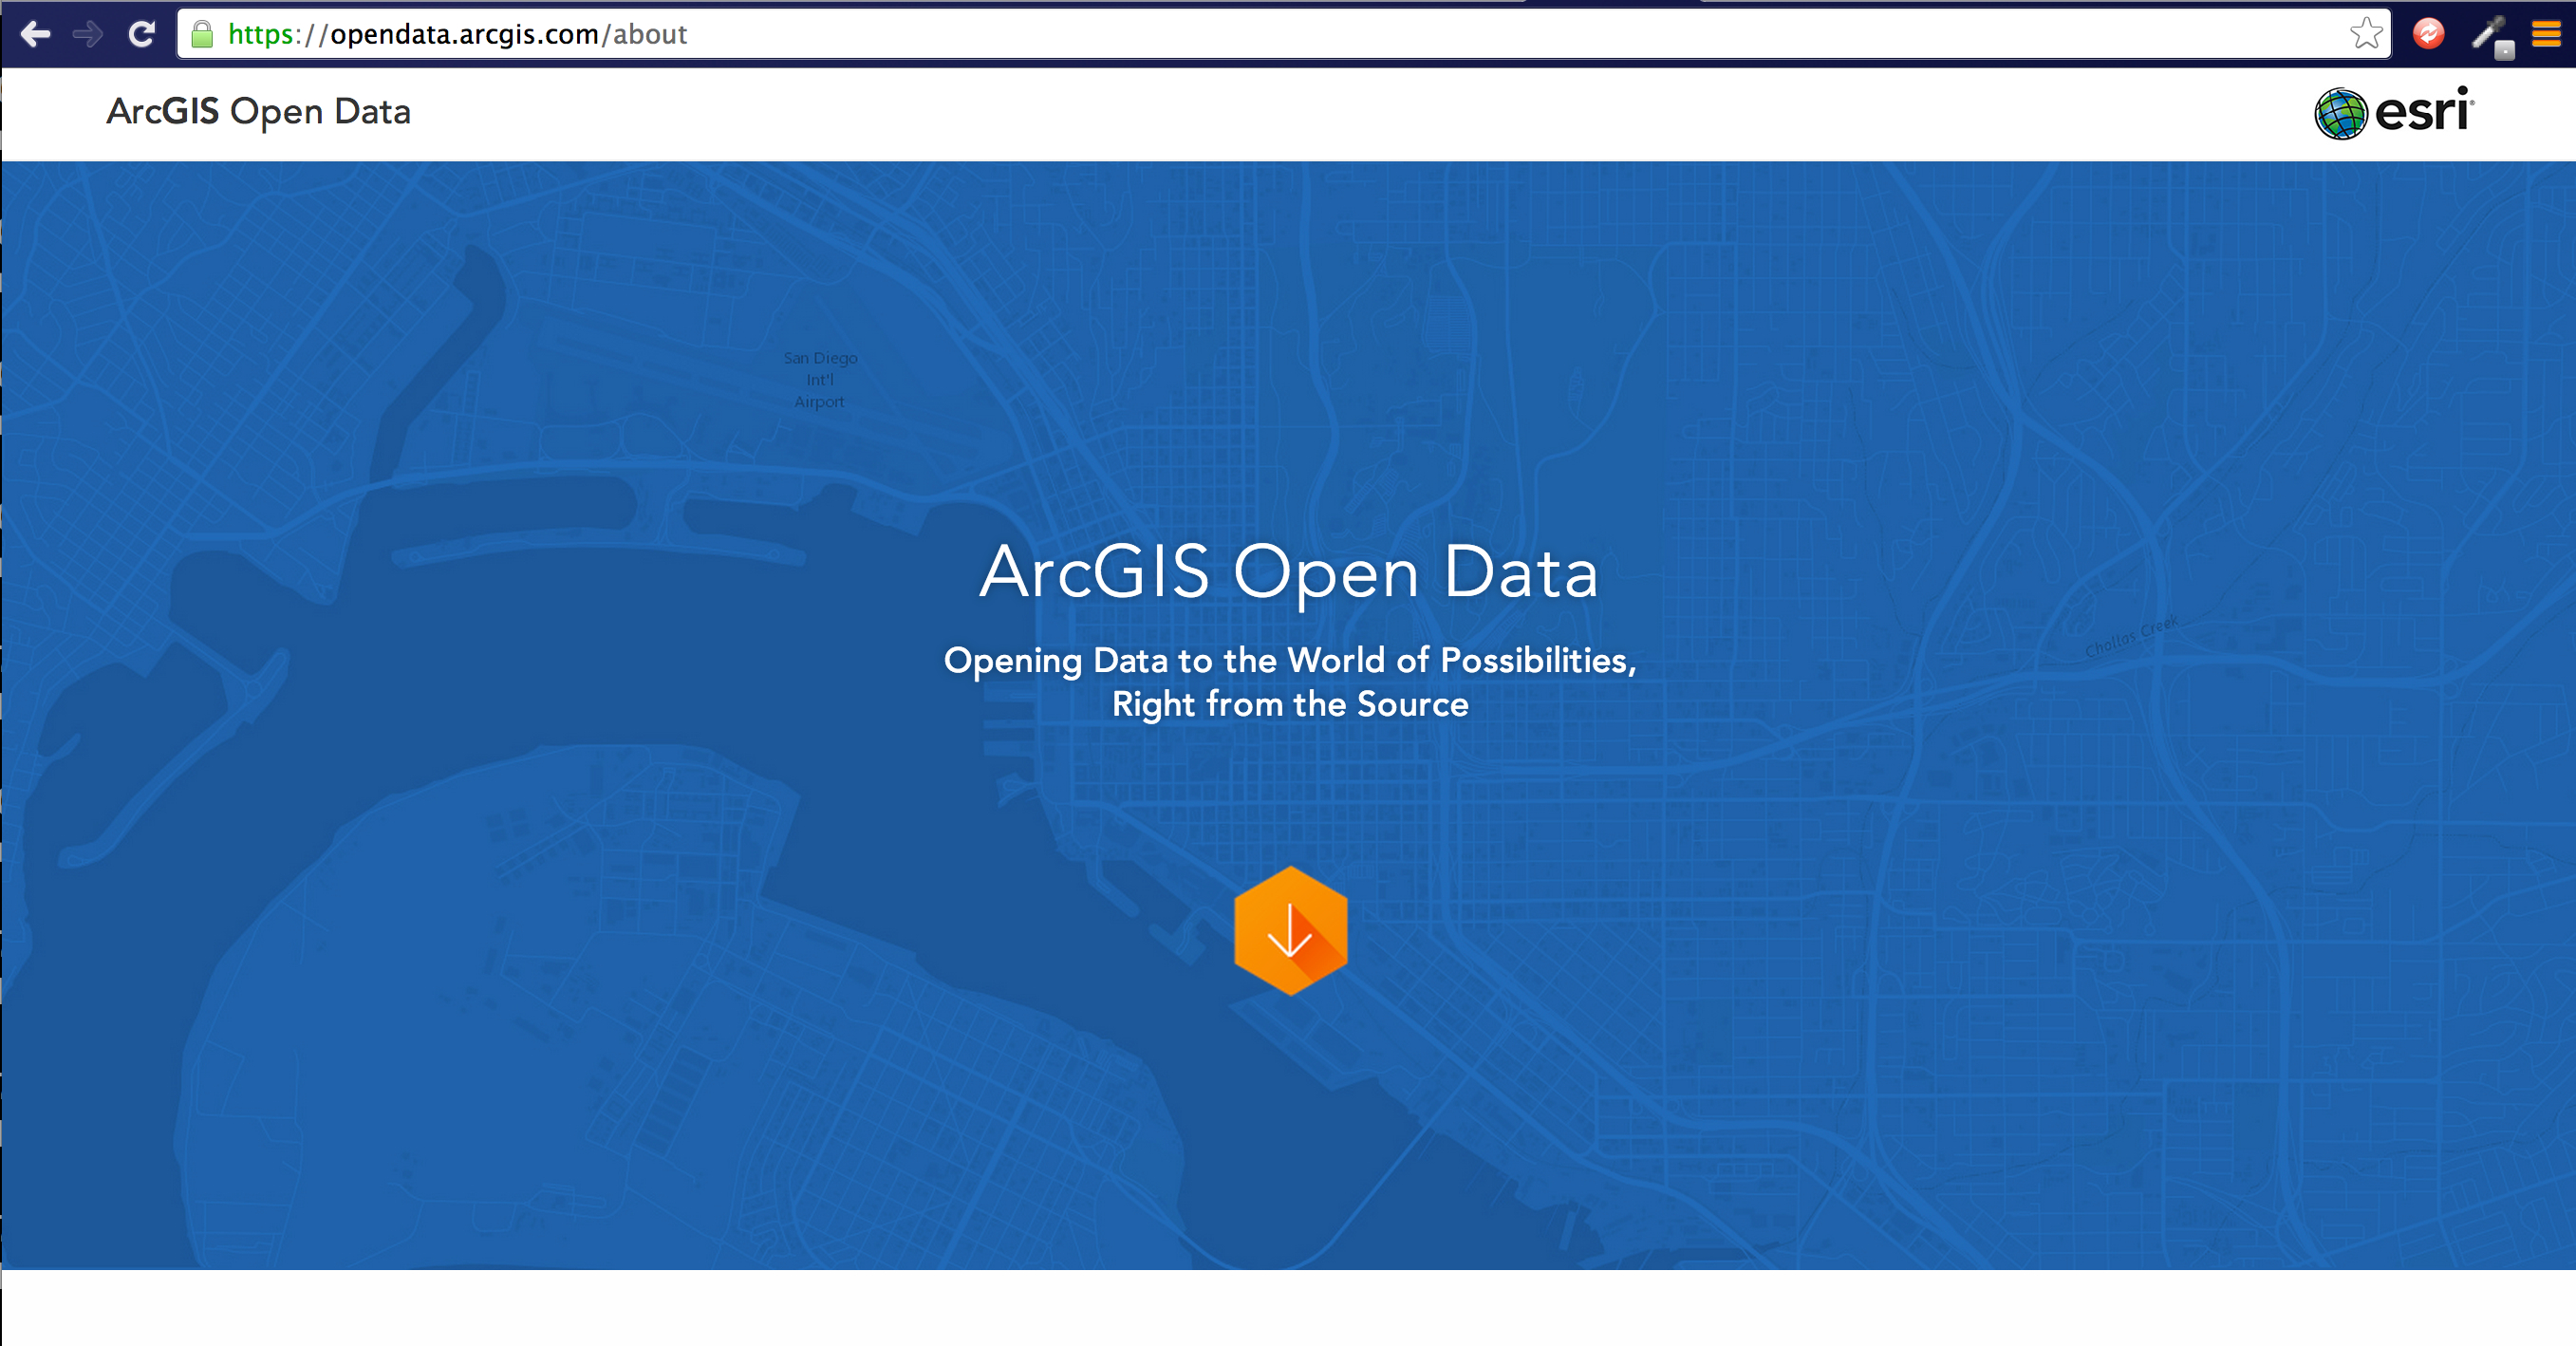 https://opendata.arcgis.com/about
ArcGIS Open Data
esri
San Diego
Int'l
Airport
ArcGIS Open Data
Opening Data to the World of Possibilities,
Right from the Source
Chollas Creek